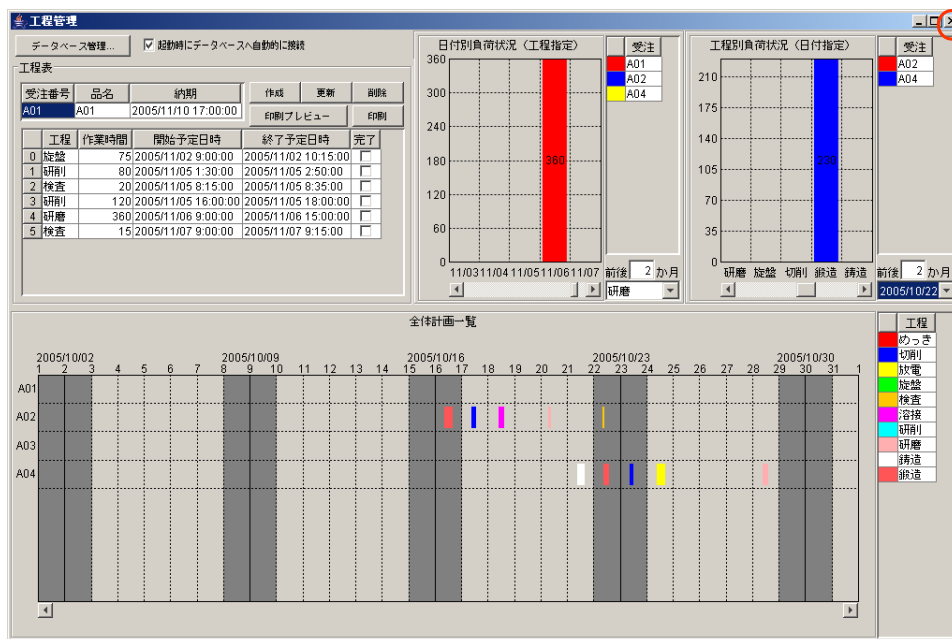 工程管理
データベース管理...
起動時にデータベースへ自動的に接続
工程表
受注番号 品名 納期
A01 A01 2005/11/10 17:00:00
作成 更新 削除
印刷プレビュー 印刷
工程 作業時間 開始予定日時 終了予定日時 完了
0 旋盤 75 2005/11/02 9:00:00 2005/11/02 10:15:00
1 研削 80 2005/11/05 1:30:00 2005/11/05 2:50:00
2 検査 20 2005/11/05 8:15:00 2005/11/05 8:35:00
3 研削 120 2005/11/05 16:00:00 2005/11/05 18:00:00
4 研磨 360 2005/11/06 9:00:00 2005/11/06 15:00:00
5 検査 15 2005/11/07 9:00:00 2005/11/07 9:15:00
日付別負荷状況（工程指定）
360
300
240
180
120
60
0
360
11/03 11/04 11/05 11/06 11/07
受注
A01
A02
A04
前後 2 か月
研磨
工程別負荷状況（日付指定）
210
175
140
105
70
35
0
230
研磨 旋盤 切削 鍛造 鋳造
受注
A02
A04
前後 2 か月
2005/10/22
全体計画一覧
2005/10/02 2005/10/09 2005/10/16 2005/10/23 2005/10/30
1 2 3 4 5 6 7 8 9 10 11 12 13 14 15 16 17 18 19 20 21 22 23 24 25 26 27 28 29 30 31 1
A01
A02
A03
A04
工程
めっき
切削
放電
旋盤
検査
溶接
研削
研磨
鋳造
鍛造